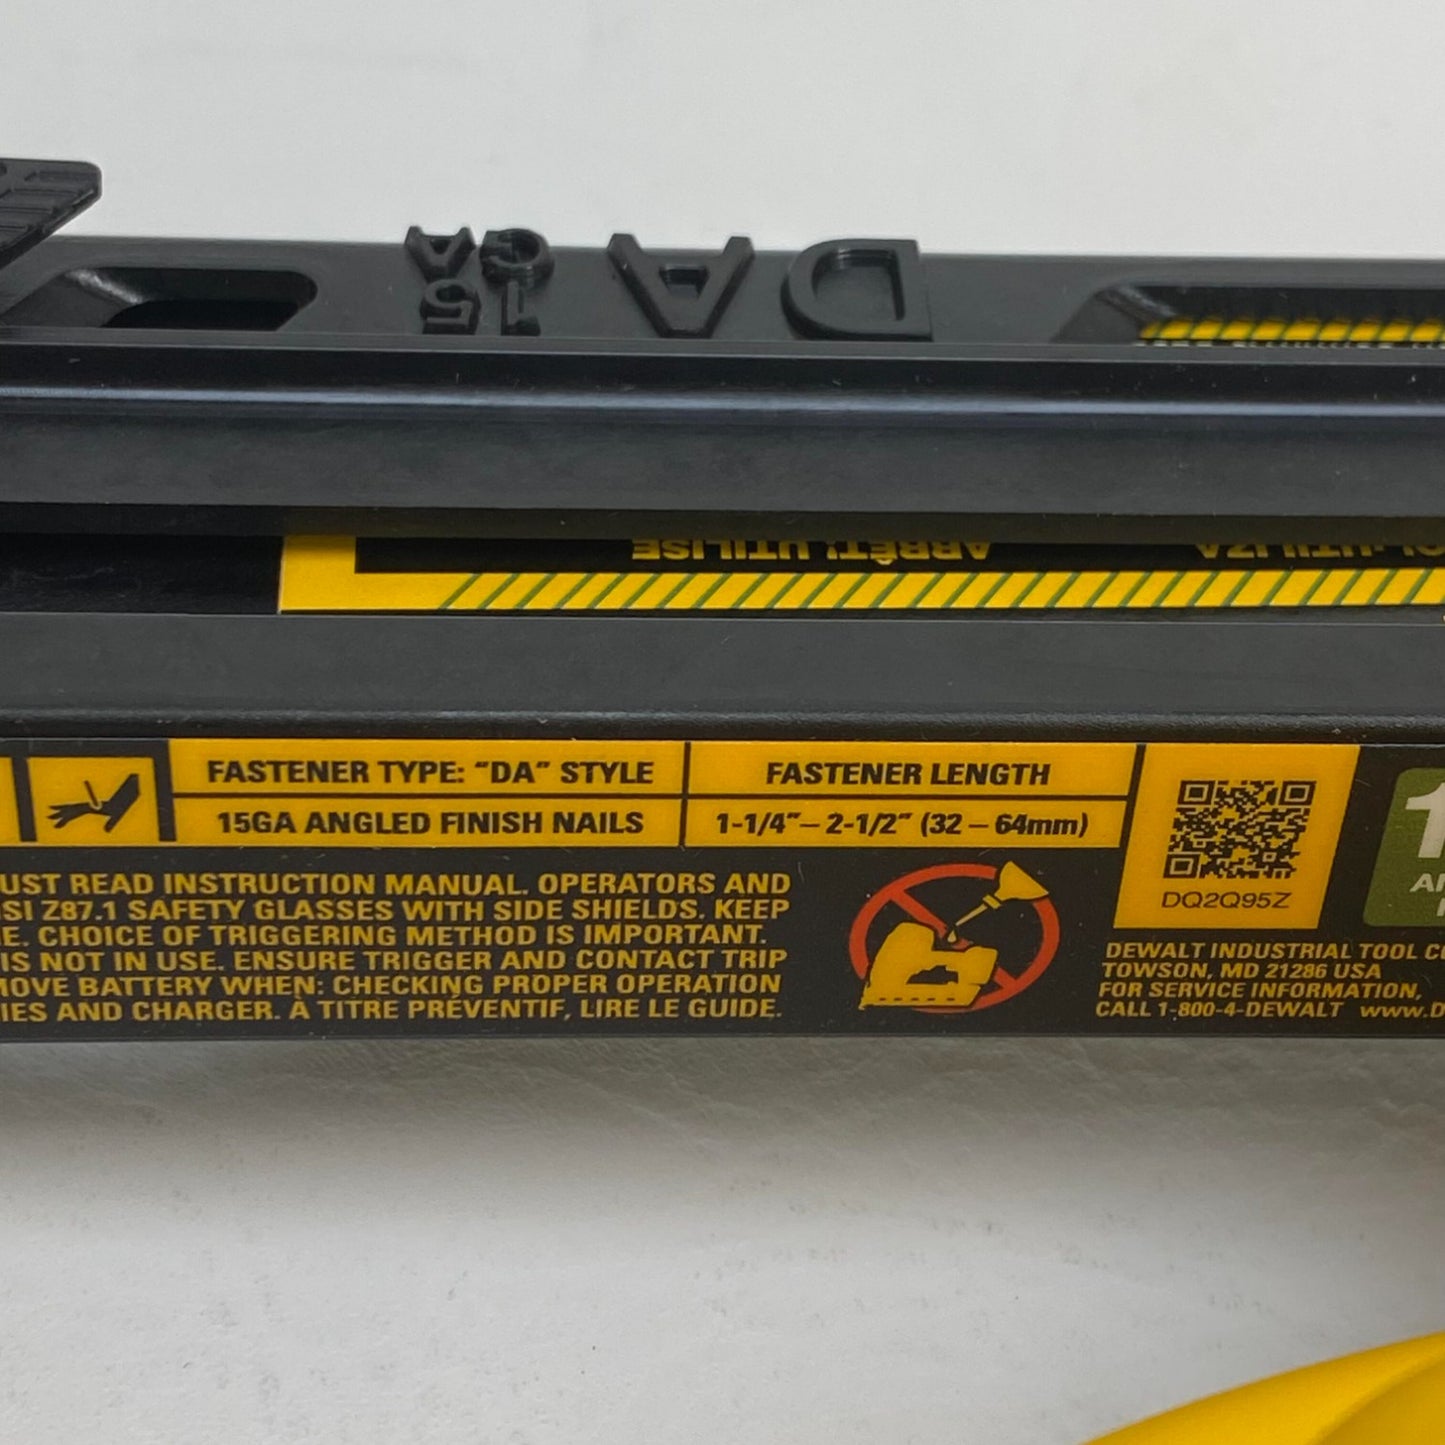 DA 15 GA
ARRÊT! UTILISE
UTILIZA
FASTENER TYPE: "DA" STYLE
15GA ANGLED FINISH NAILS
FASTENER LENGTH
1-1/4"– 2-1/2" (32 – 64mm)
DQ2Q95Z
UST READ INSTRUCTION MANUAL. OPERATORS AND
SI Z87.1 SAFETY GLASSES WITH SIDE SHIELDS. KEEP
E. CHOICE OF TRIGGERING METHOD IS IMPORTANT.
IS NOT IN USE. ENSURE TRIGGER AND CONTACT TRIP
MOVE BATTERY WHEN: CHECKING PROPER OPERATION
IES AND CHARGER. À TITRE PRÉVENTIF, LIRE LE GUIDE.
DEWALT INDUSTRIAL TOOL C
TOWSON, MD 21286 USA
FOR SERVICE INFORMATION,
CALL 1-800-4-DEWALT www.D